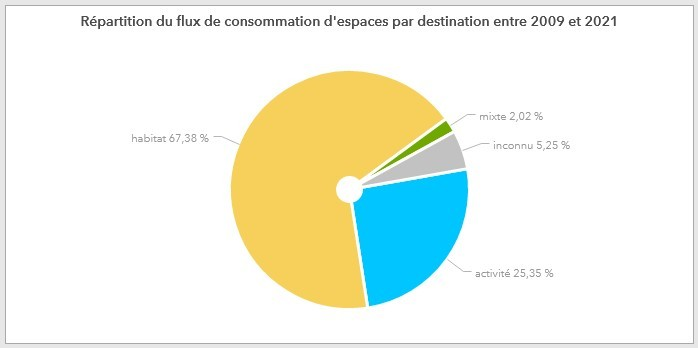 Répartition du flux de consommation d'espaces par destination entre 2009 et 2021
mixte 2,02 %
habitat 67,38 %
inconnu 5,25 %
activité 25,35 %